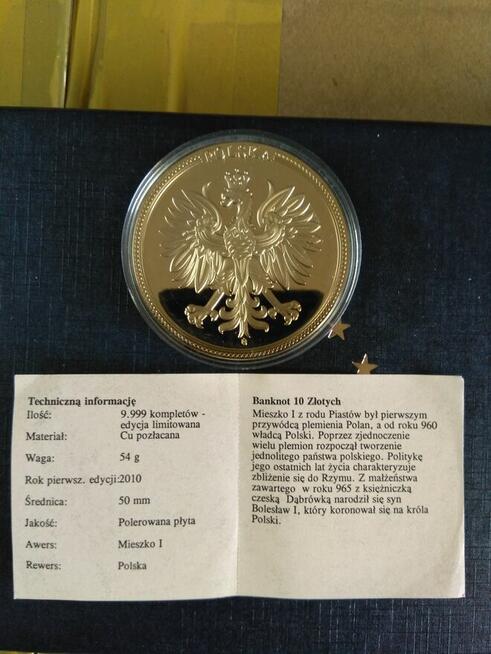 POLSKA
Techniczną informację
Ilość: 9.999 kompletów -
edycja limitowana
Materiał: Cu pozłacana
Waga: 54 g
Rok pierwsz. edycji:2010
Średnica: 50 mm
Jakość: Polerowana płyta
Awers: Mieszko I
Rewers: Polska
Banknot 10 Złotych
Mieszko I z rodu Piastów był pierwszym
przywódcą plemienia Polan, a od roku 960
władcą Polski. Poprzez zjednoczenie
wielu plemion rozpoczął tworzenie
jednolitego państwa polskiego. Politykę
jego ostatnich lat życia charakteryzuje
zbliżenie się do Rzymu. Z małżeństwa
zawartego w roku 965 z księżniczką
czeską Dąbrówką narodził się syn
Bolesław I, który koronował się na króla
Polski.